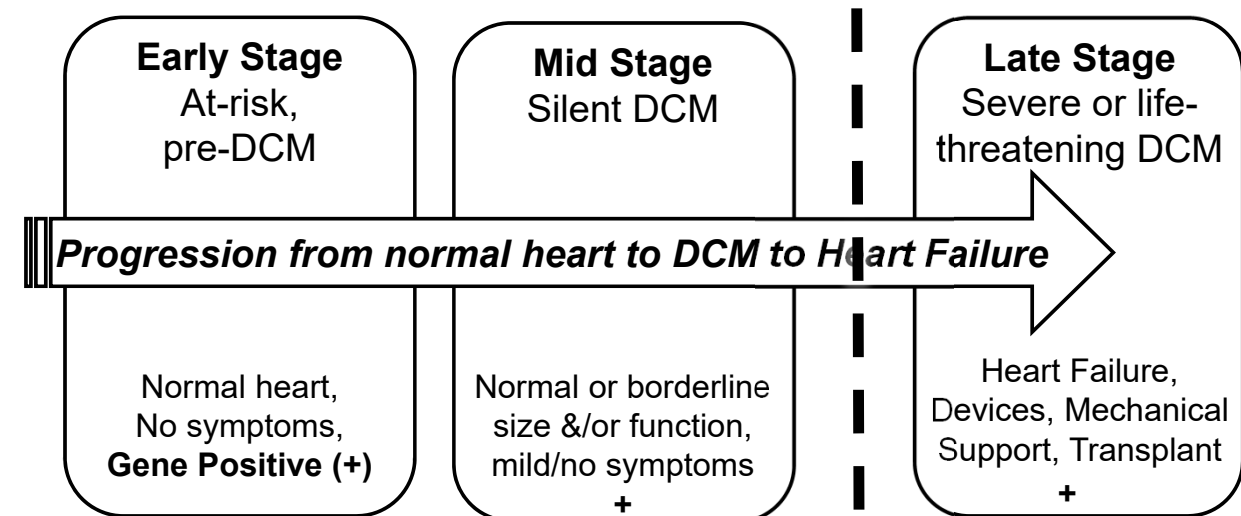 Early Stage
At-risk,
pre-DCM
Mid Stage
Silent DCM
Late Stage
Severe or life-
threatening DCM
Progression from normal heart to DCM to Heart Failure
Normal heart,
No symptoms,
Gene Positive (+)
Normal or borderline
size &/or function,
mild/no symptoms
+
Heart Failure,
Devices, Mechanical
Support, Transplant
+